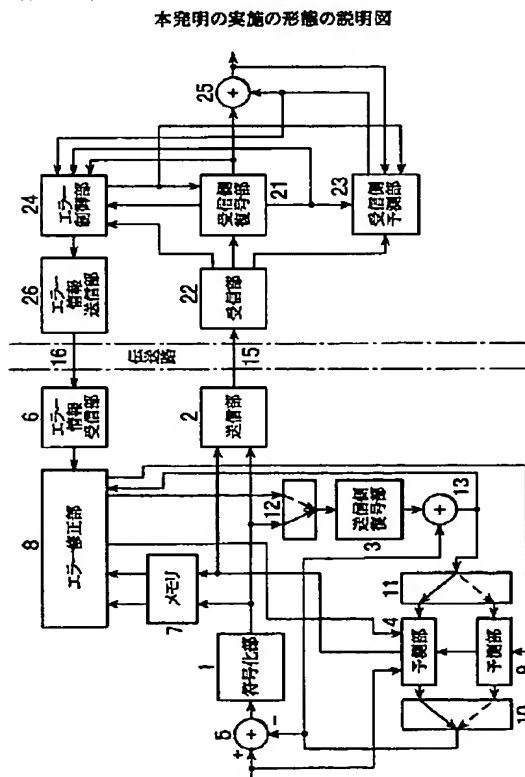 本発明の実施の形態の説明図
24
エラー
制御部
26
エラー
情報
送信部
16
伝送路
6
エラー
情報
受信部
8
エラー修正部
25
+
受信側
復号部
21
22
受信部
23
受信側
予測部
15
2
送信部
7
メモリ
12
送信側
復号部
3
+
13
1
符号化部
5
+
+
-
11
4
予測部
予測部
9
10